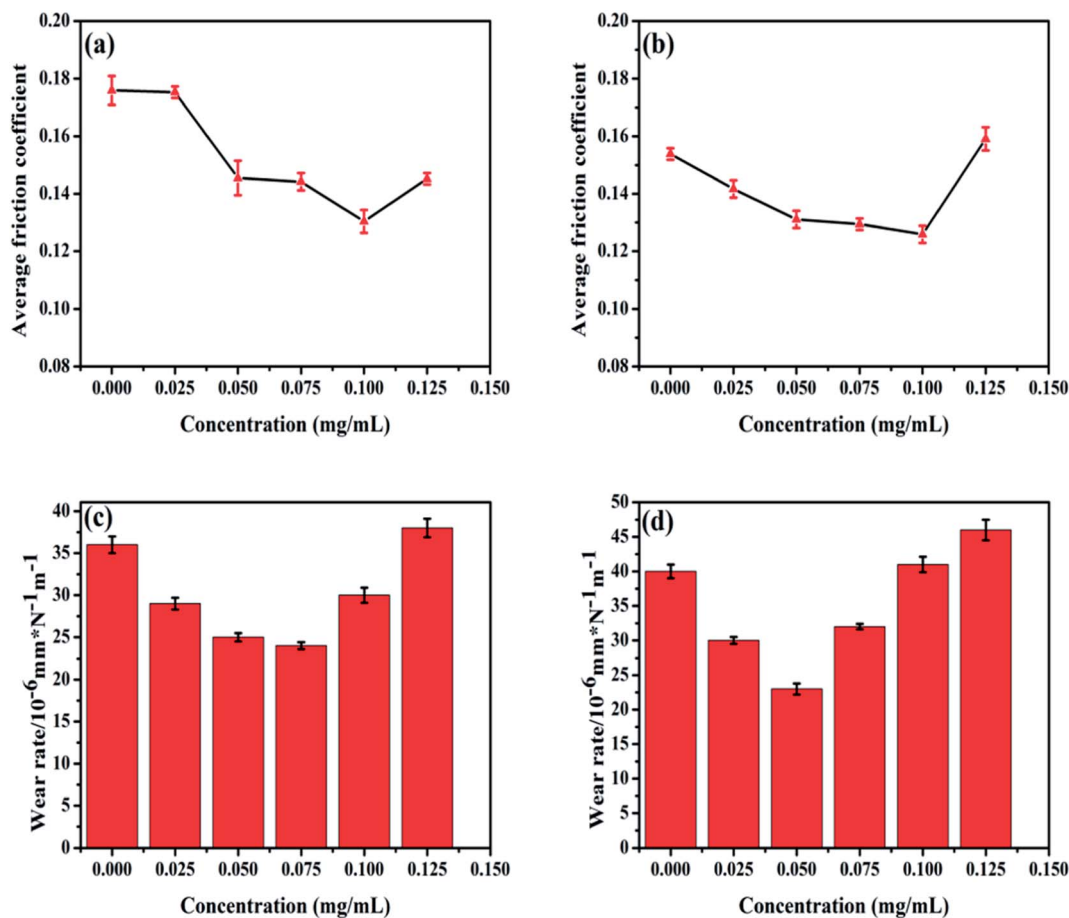 (a)
Average friction coefficient
0.20
0.18
0.16
0.14
0.12
0.10
0.08
0.000 0.025 0.050 0.075 0.100 0.125 0.150
Concentration (mg/mL)
(b)
Average friction coefficient
0.20
0.18
0.16
0.14
0.12
0.10
0.08
0.000 0.025 0.050 0.075 0.100 0.125 0.150
Concentration (mg/mL)
(c)
Wear rate/10⁻⁶mm*N⁻¹m⁻¹
40
35
30
25
20
15
10
5
0
0.000 0.025 0.050 0.075 0.100 0.125 0.150
Concentration (mg/mL)
(d)
Wear rate/10⁻⁶mm*N⁻¹m⁻¹
50
45
40
35
30
25
20
15
10
5
0
0.000 0.025 0.050 0.075 0.100 0.125 0.150
Concentration (mg/mL)